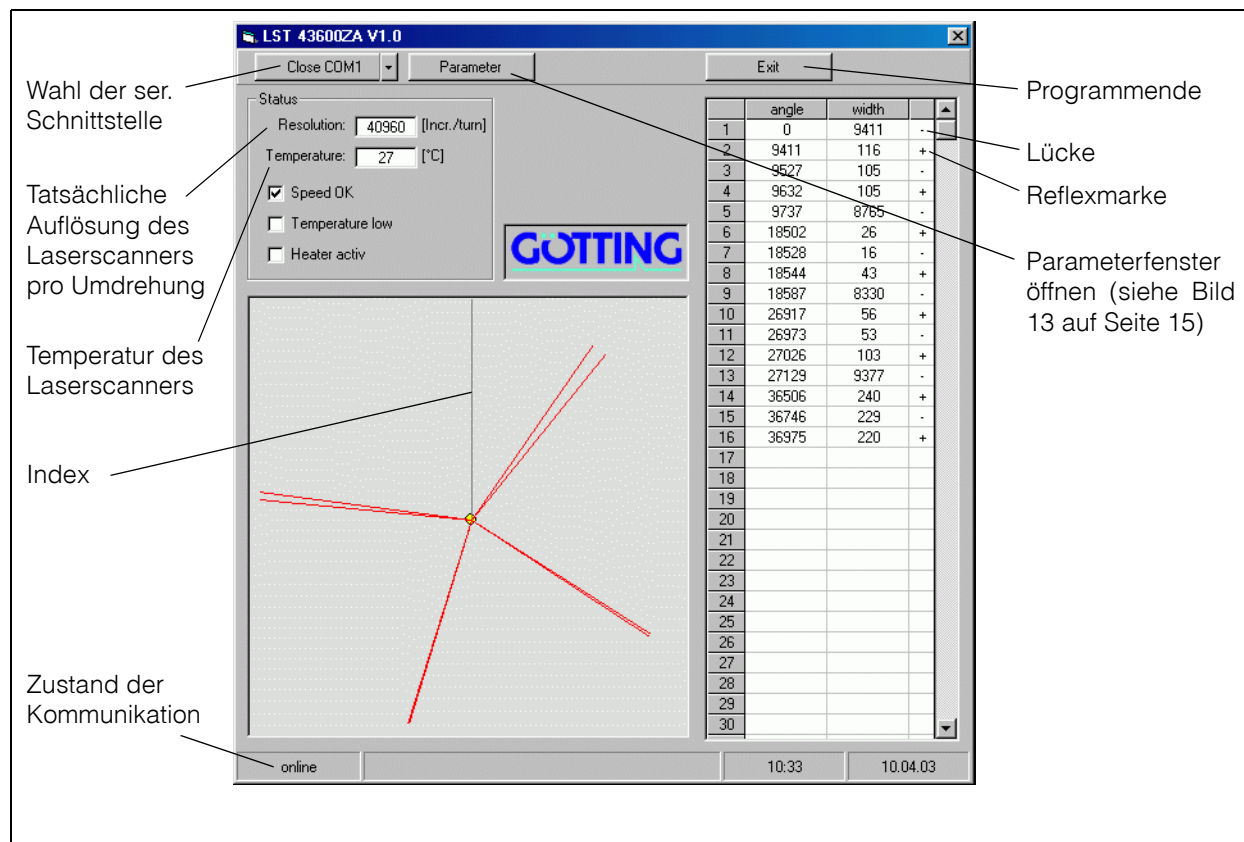 LST 43600ZA V1.0
Close COM1
Parameter
Exit
Wahl der ser.
Schnittstelle
Tatsächliche
Auflösung des
Laserscanners
pro Umdrehung
Temperatur des
Laserscanners
Index
Zustand der
Kommunikation
Status
Resolution: 40960 [Incr./turn]
Temperature: 27 [°C]
Speed OK
Temperature low
Heater activ
GÖTTING
angle width
1 0 9411 -
2 9411 116 +
3 9527 105 -
4 9632 105 +
5 9737 8765 -
6 18502 26 +
7 18528 16 -
8 18544 43 +
9 18587 8330 -
10 26917 56 +
11 26973 53 -
12 27026 103 +
13 27129 9377 -
14 36506 240 +
15 36746 229 -
16 36975 220 +
17
18
19
20
21
22
23
24
25
26
27
28
29
30
Programmende
Lücke
Reflexmarke
Parameterfenster
öffnen (siehe Bild
13 auf Seite 15)
online
10:33
10.04.03